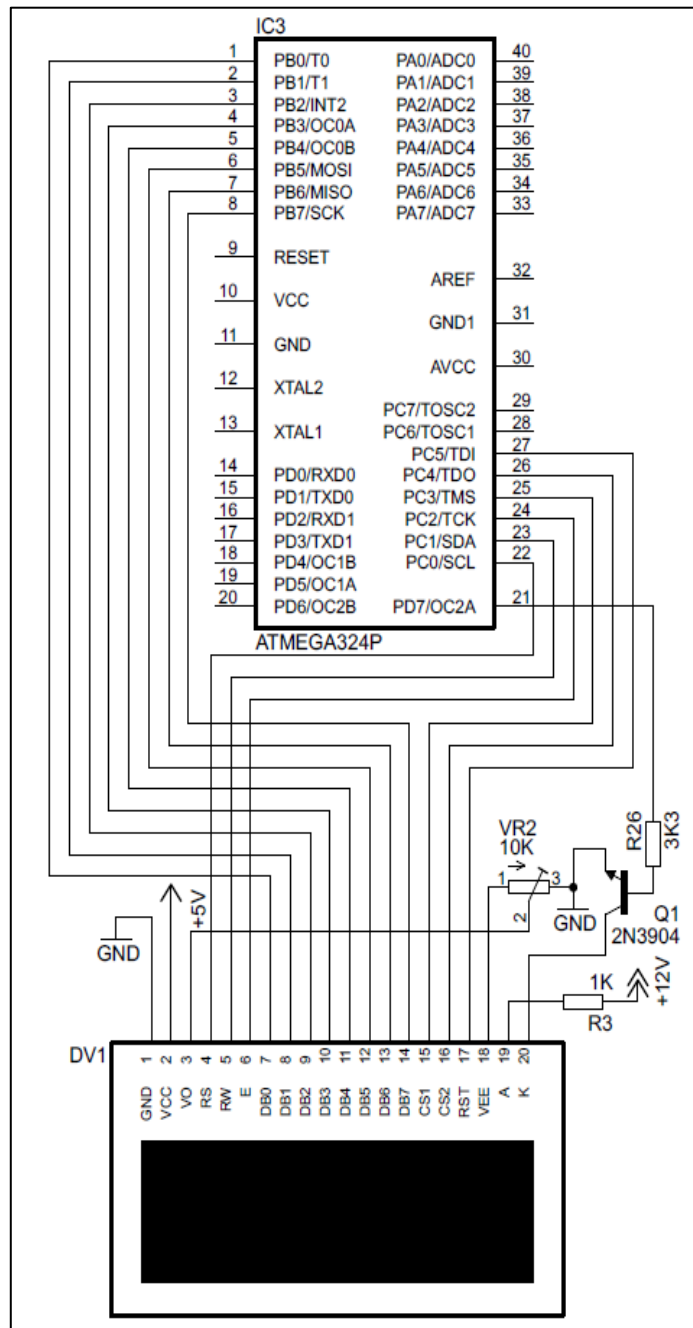 IC3
1 PB0/T0 PA0/ADC0 40
2 PB1/T1 PA1/ADC1 39
3 PB2/INT2 PA2/ADC2 38
4 PB3/OC0A PA3/ADC3 37
5 PB4/OC0B PA4/ADC4 36
6 PB5/MOSI PA5/ADC5 35
7 PB6/MISO PA6/ADC6 34
8 PB7/SCK PA7/ADC7 33
9 RESET
AREF 32
10 VCC
GND1 31
11 GND
AVCC 30
12 XTAL2
PC7/TOSC2 29
13 XTAL1 PC6/TOSC1 28
PC5/TDI 27
14 PD0/RXD0 PC4/TDO 26
15 PD1/TXD0 PC3/TMS 25
16 PD2/RXD1 PC2/TCK 24
17 PD3/TXD1 PC1/SDA 23
18 PD4/OC1B PC0/SCL 22
19 PD5/OC1A
20 PD6/OC2B PD7/OC2A 21
ATMEGA324P
VR2
10K
R26
3K3
1 3
2
GND
Q1
2N3904
+5V
GND
1K
+12V
R3
DV1
1 2 3 4 5 6 7 8 9 10 11 12 13 14 15 16 17 18 19 20
GND VCC VO RS RW E DB0 DB1 DB2 DB3 DB4 DB5 DB6 DB7 CS1 CS2 RST VEE A K